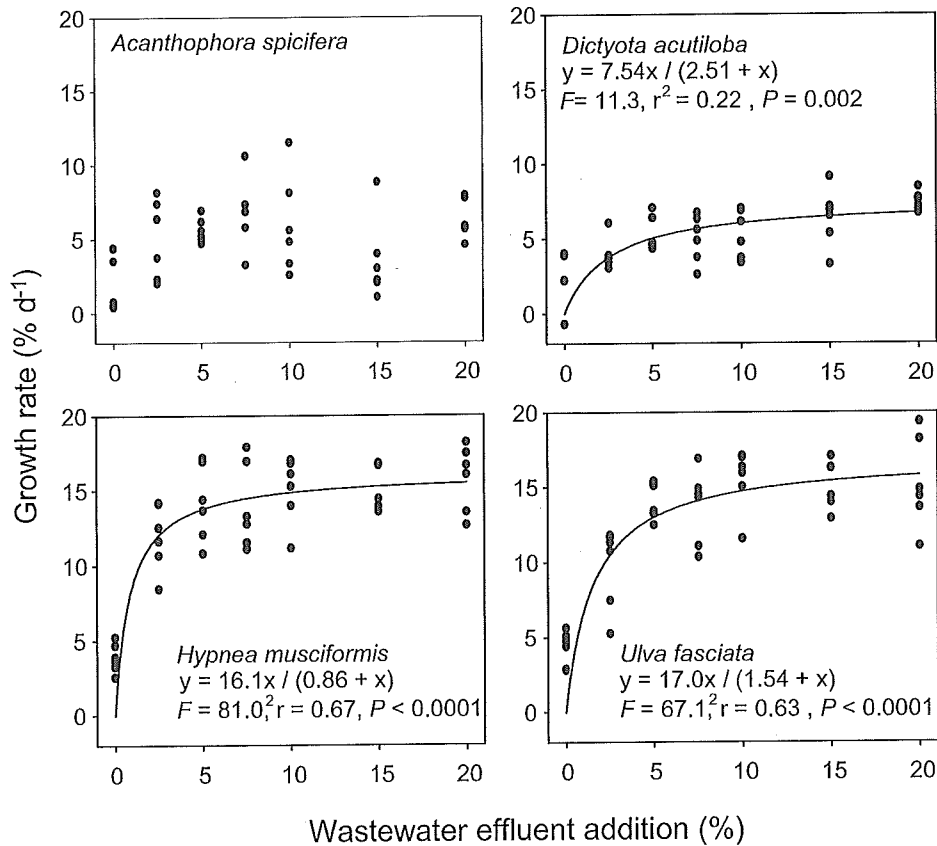 Growth rate (% d⁻¹)
20
15
10
5
0
Acanthophora spicifera
0 5 10 15 20
20
15
10
5
0
Dictyota acutiloba
y = 7.54x / (2.51 + x)
F= 11.3, r² = 0.22 , P = 0.002
0 5 10 15 20
20
15
10
5
0
Hypnea musciformis
y = 16.1x / (0.86 + x)
F = 81.0,² r = 0.67, P < 0.0001
0 5 10 15 20
20
15
10
5
0
Ulva fasciata
y = 17.0x / (1.54 + x)
F = 67.1,² r = 0.63 , P < 0.0001
0 5 10 15 20
Wastewater effluent addition (%)